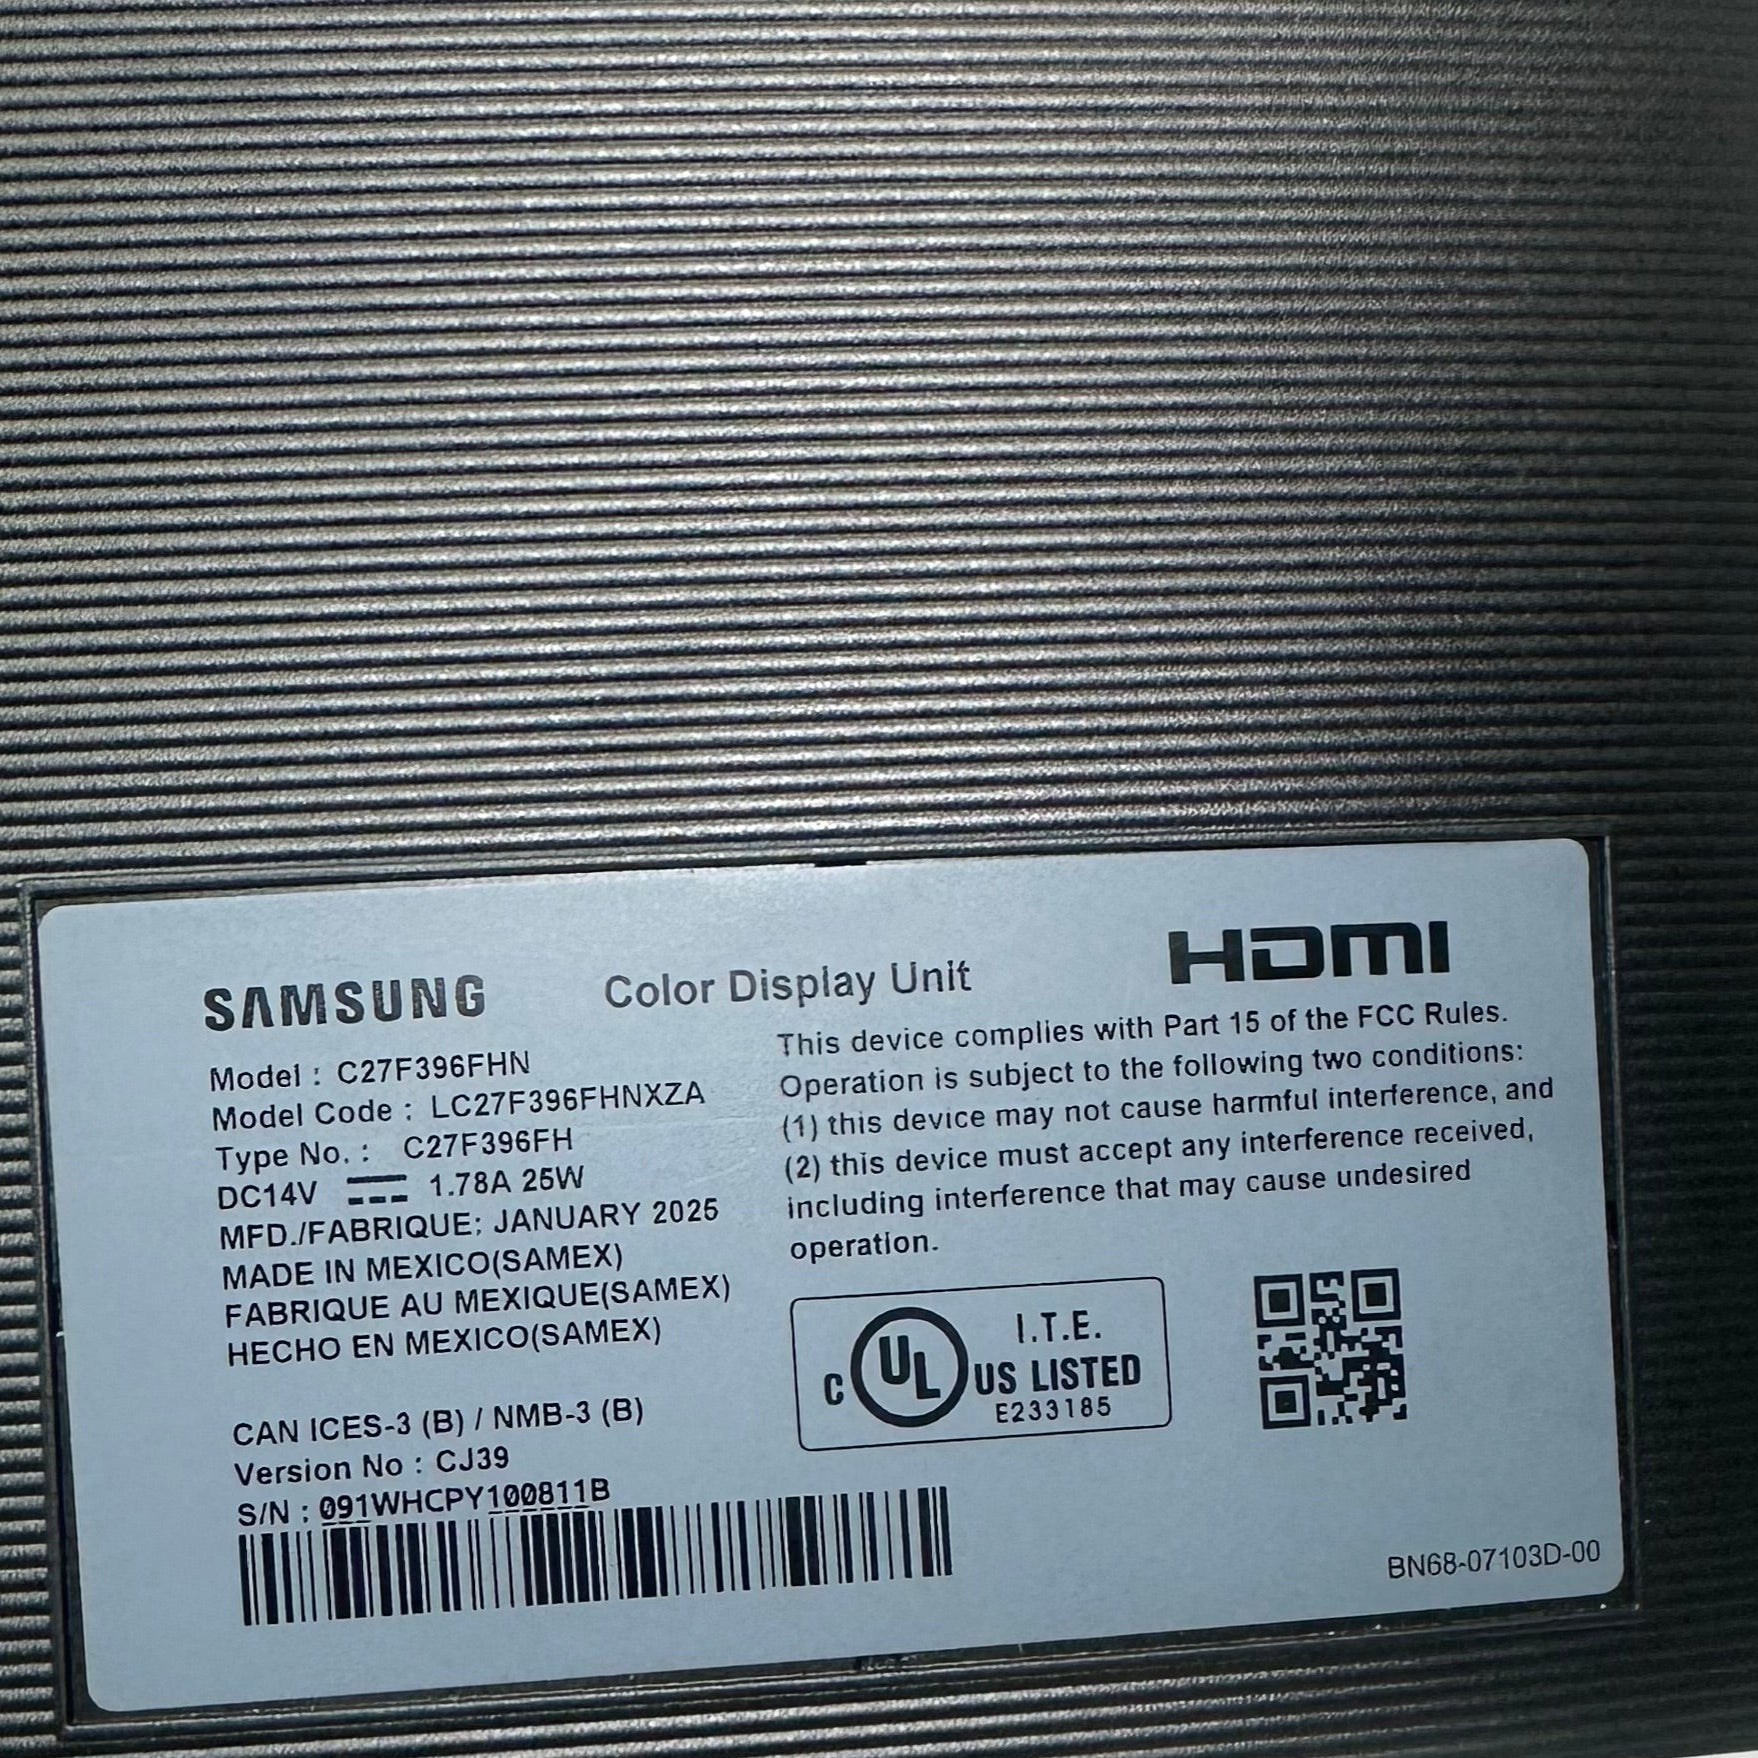 SAMSUNG
Color Display Unit
HDMI
Model : C27F396FHN
Model Code : LC27F396FHNXZA
Type No. : C27F396FH
DC14V 1.78A 25W
MFD./FABRIQUE: JANUARY 2025
MADE IN MEXICO(SAMEX)
FABRIQUE AU MEXIQUE(SAMEX)
HECHO EN MEXICO(SAMEX)
CAN ICES-3 (B) / NMB-3 (B)
Version No : CJ39
S/N : 091WHCPY100811B
This device complies with Part 15 of the FCC Rules.
Operation is subject to the following two conditions:
(1) this device may not cause harmful interference, and
(2) this device must accept any interference received,
including interference that may cause undesired
operation.
C UL US LISTED
I.T.E.
E233185
BN68-07103D-00